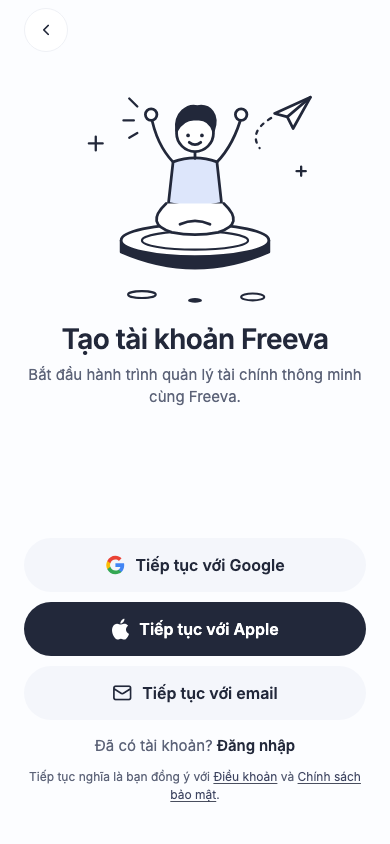 Tạo tài khoản Freeva
Bắt đầu hành trình quản lý tài chính thông minh
cùng Freeva.
Tiếp tục với Google
Tiếp tục với Apple
Tiếp tục với email
Đã có tài khoản? Đăng nhập
Tiếp tục nghĩa là bạn đồng ý với Điều khoản và Chính sách
bảo mật.